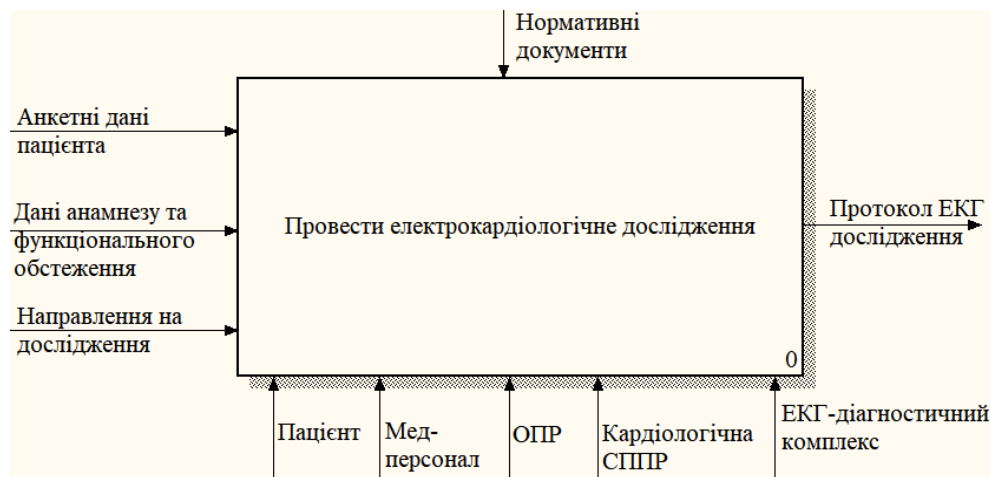 Нормативні
документи
Анкетні дані
пацієнта
Дані анамнезу та
функціонального
обстеження
Направлення на
дослідження
Провести електрокардіологічне дослідження
0
Протокол ЕКГ
дослідження
Пацієнт
Мед-
персонал
ОПР
Кардіологічна
СППР
ЕКГ-діагностичний
комплекс